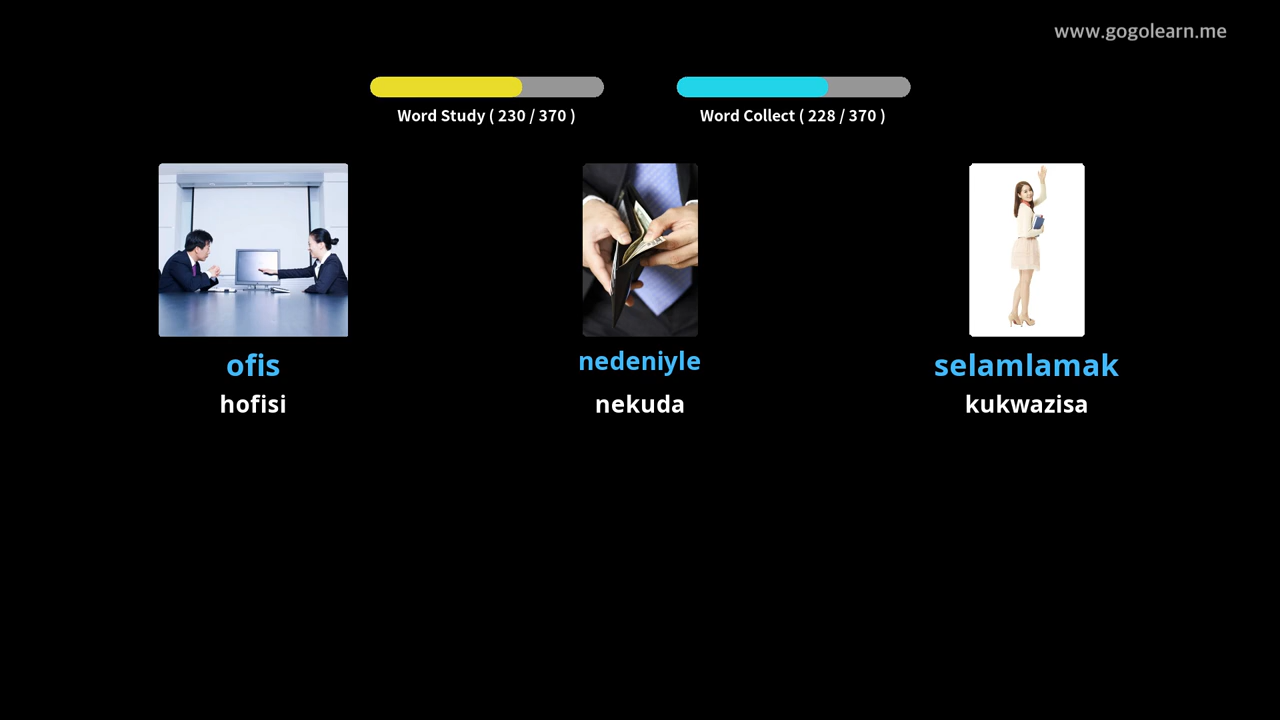 www.gogolearn.me
Word Study ( 230 / 370 )
Word Collect ( 228 / 370 )
ofis
nedeniyle
selamlamak
hofisi
nekuda
kukwazisa